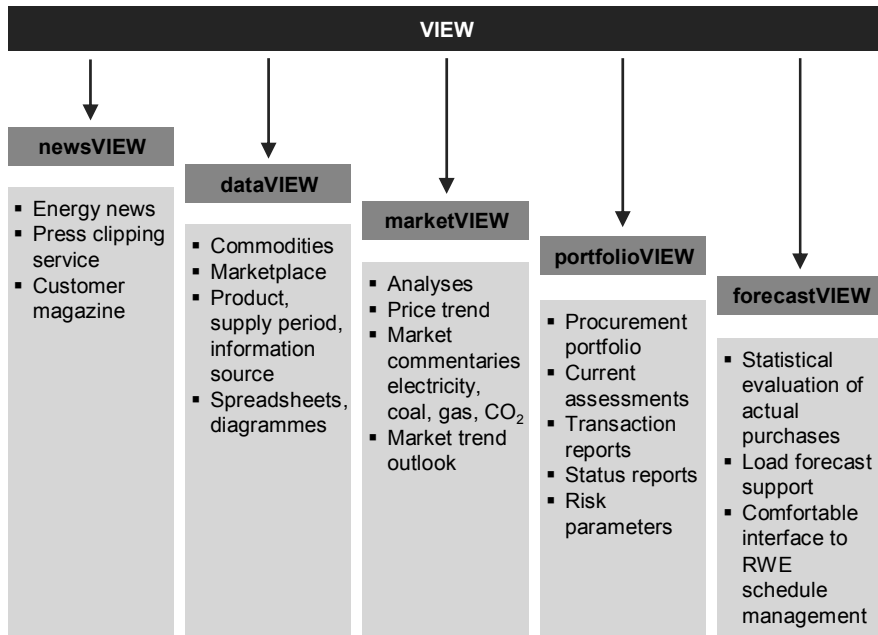 VIEW
newsVIEW
▪ Energy news
▪ Press clipping
service
▪ Customer
magazine
dataVIEW
▪ Commodities
▪ Marketplace
▪ Product,
supply period,
information
source
▪ Spreadsheets,
diagrammes
marketVIEW
▪ Analyses
▪ Price trend
▪ Market
commentaries
electricity,
coal, gas, CO₂
▪ Market trend
outlook
portfolioVIEW
▪ Procurement
portfolio
▪ Current
assessments
▪ Transaction
reports
▪ Status reports
▪ Risk
parameters
forecastVIEW
▪ Statistical
evaluation of
actual
purchases
▪ Load forecast
support
▪ Comfortable
interface to
RWE
schedule
management